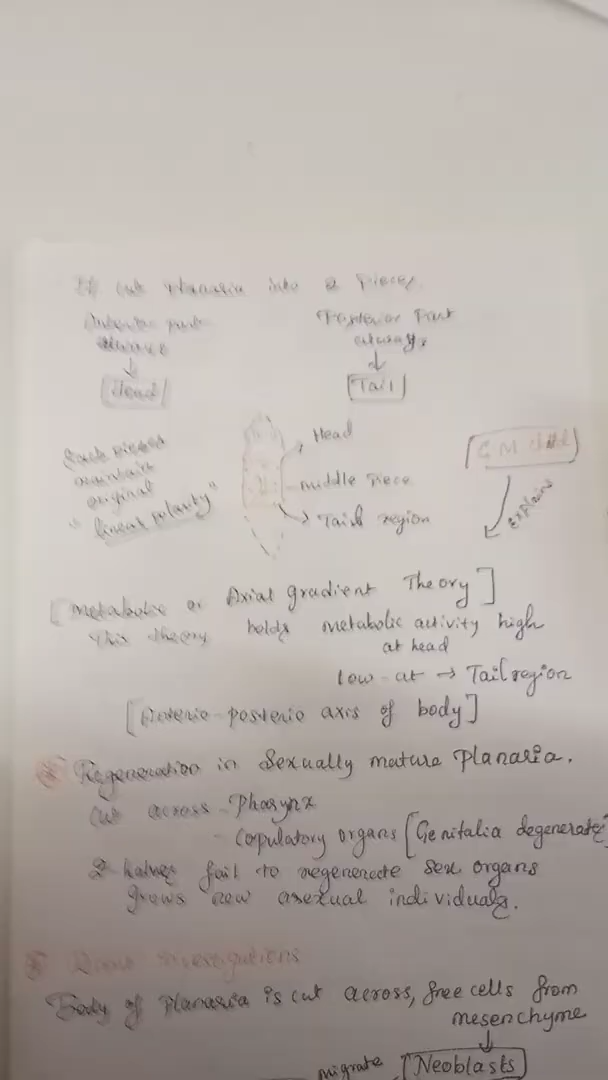 If cut planaria into 2 pieces,
Anterior part always
↓
[Head]
Posterior Part always,
↓
[Tail]
Each pieces
maintain
original
"linear polarity"
Head
middle piece
Tail region
C M
explains
[Metabolic or Axial gradient Theory]
This theory holds metabolic activity high
at head
low at → Tail region
[Anterio-posterio axis of body]
Regeneration in Sexually mature Planaria.
cut across - Pharynx
- copulatory organs [Genitalia degenerate]
2 halves fail to regenerate sex organs
grows new asexual individuals.
investigations
Body of planaria is cut across, free cells from
mesenchyme
↓
migrate [Neoblasts]